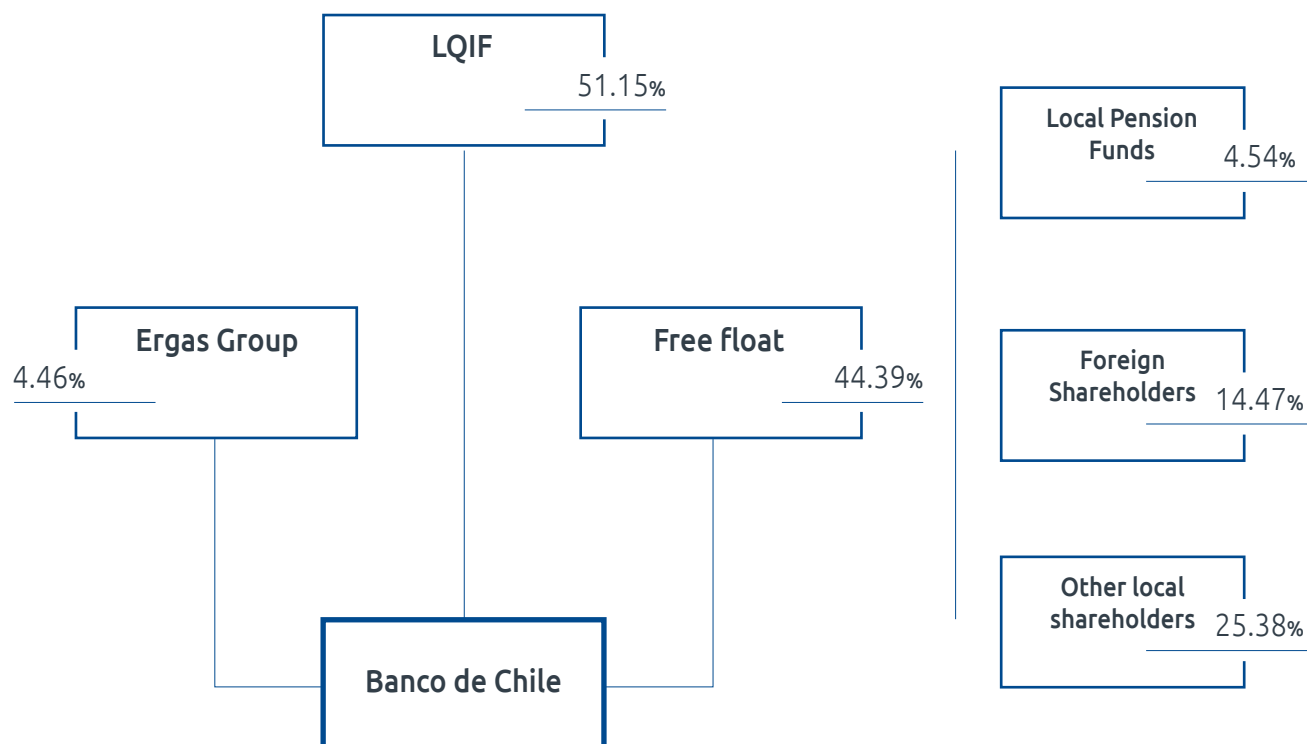 LQIF
51.15%
Local Pension
Funds
4.54%
Ergas Group
4.46%
Free float
44.39%
Foreign
Shareholders
14.47%
Other local
shareholders
25.38%
Banco de Chile